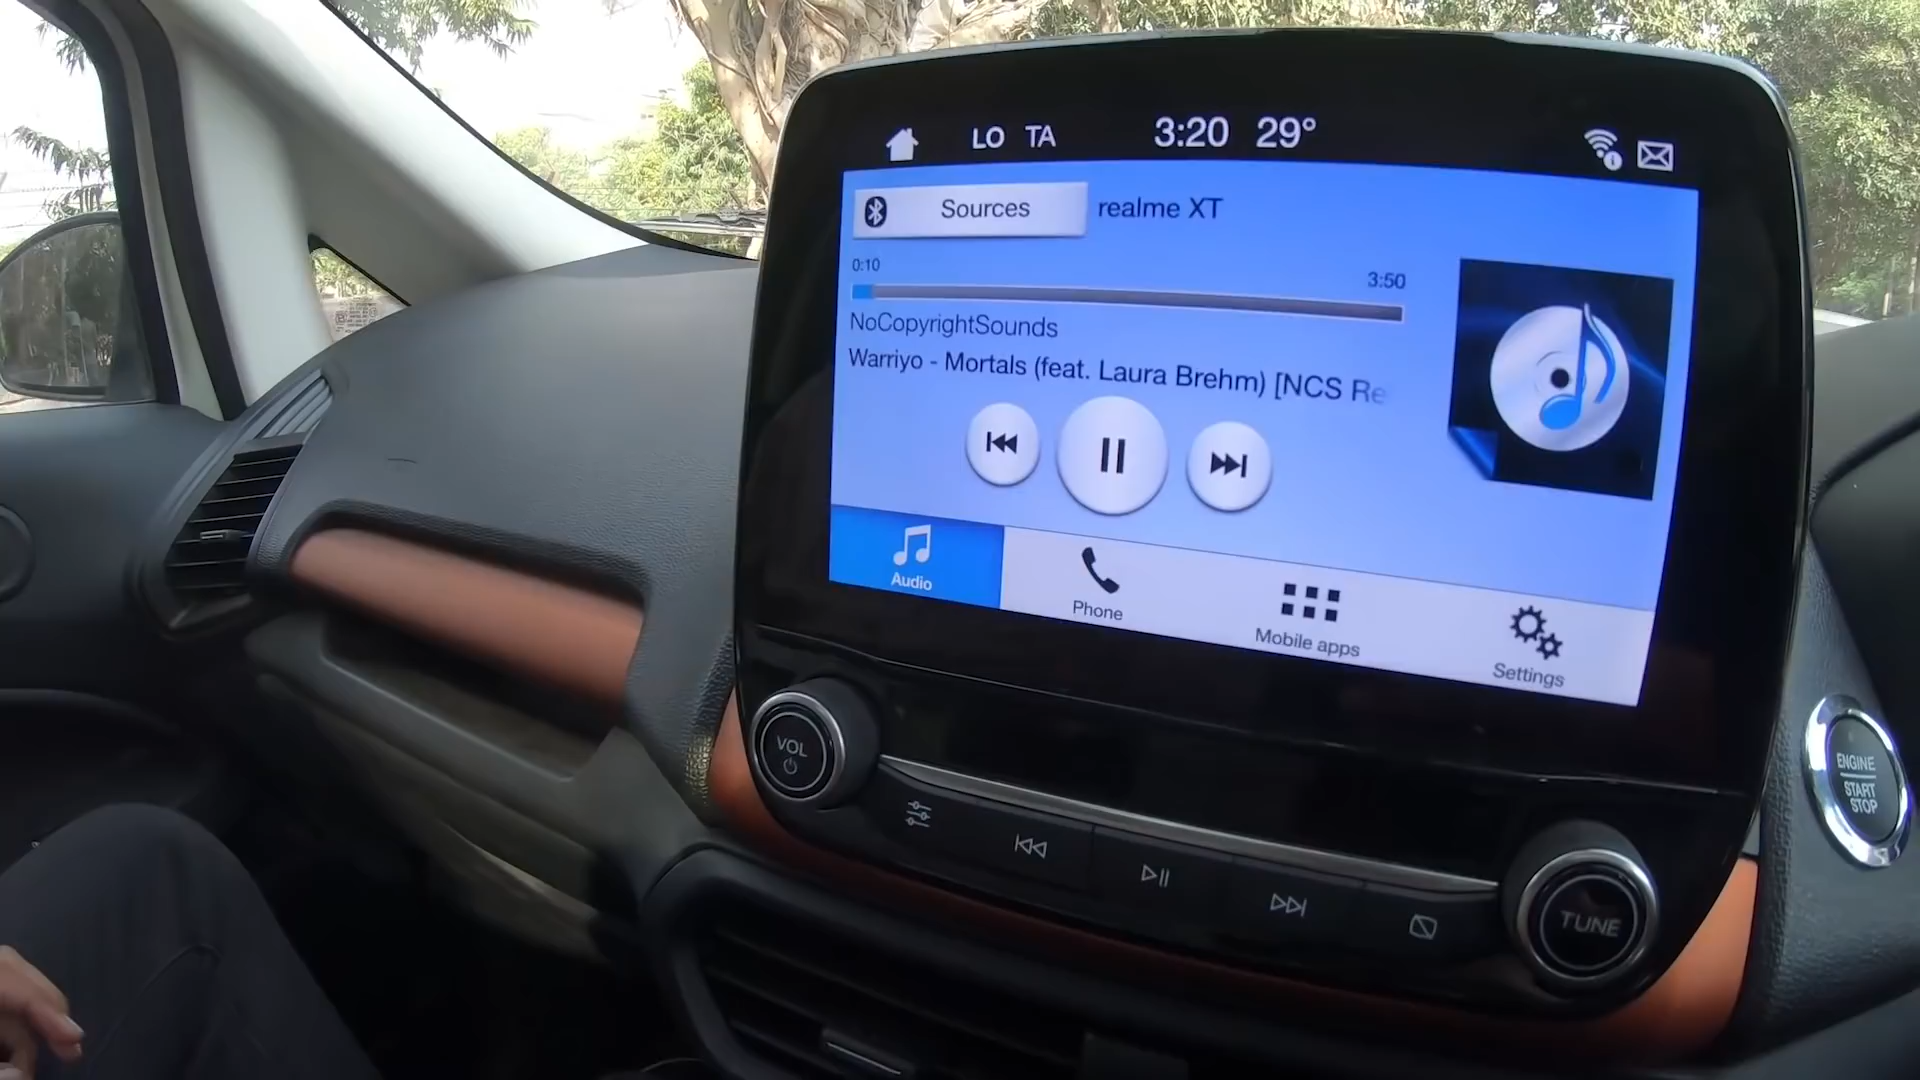 LO TA 3:20 29°
Sources realme XT
0:10 3:50
NoCopyrightSounds
Warriyo - Mortals (feat. Laura Brehm) [NCS Re
Audio
Phone
Mobile apps
Settings
VOL
TUNE
ENGINE
START
STOP